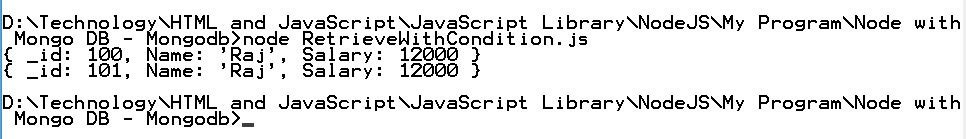 D:\Technology\HTML and JavaScript\JavaScript Library\NodeJS\My Program\Node with
 Mongo DB - Mongodb>node RetrieveWithCondition.js
{ _id: 100, Name: 'Raj', Salary: 12000 }
{ _id: 101, Name: 'Raj', Salary: 12000 }
D:\Technology\HTML and JavaScript\JavaScript Library\NodeJS\My Program\Node with
 Mongo DB - Mongodb>_